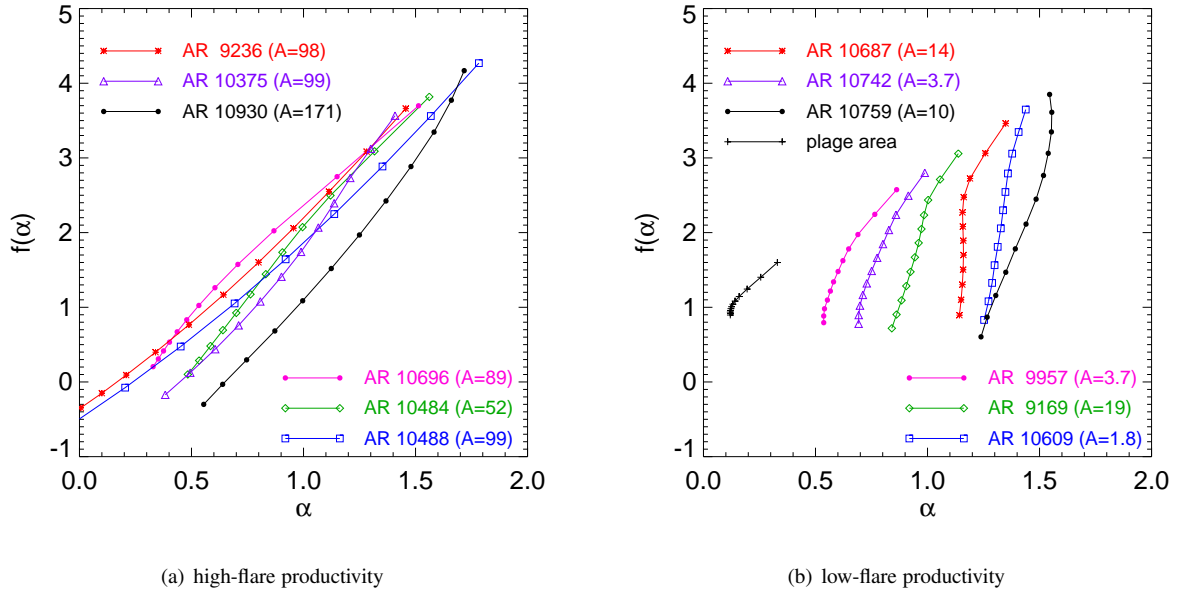 5
4
3
2
1
0
-1
f(α)
AR 9236 (A=98)
AR 10375 (A=99)
AR 10930 (A=171)
AR 10696 (A=89)
AR 10484 (A=52)
AR 10488 (A=99)
0.0 0.5 1.0 1.5 2.0
α
(a) high-flare productivity
5
4
3
2
1
0
-1
f(α)
AR 10687 (A=14)
AR 10742 (A=3.7)
AR 10759 (A=10)
plage area
AR 9957 (A=3.7)
AR 9169 (A=19)
AR 10609 (A=1.8)
0.0 0.5 1.0 1.5 2.0
α
(b) low-flare productivity